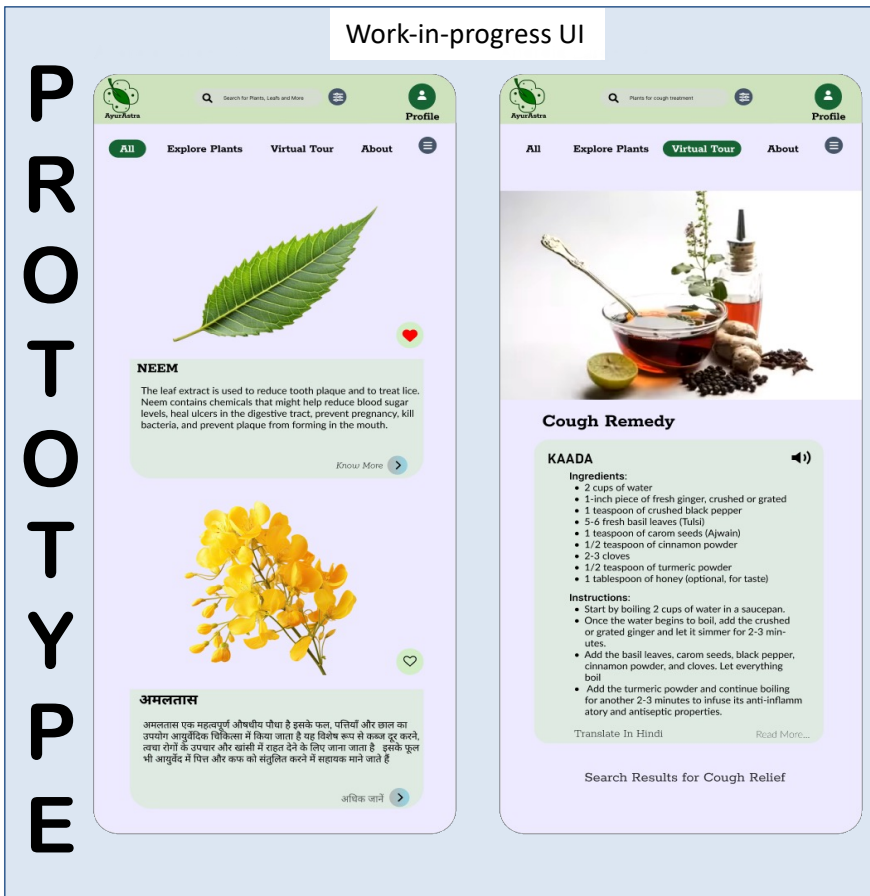 Work-in-progress UI
PROTOTYPE
AyurAstra
Search for Plants, Leafs and More
Profile
All
Explore Plants
Virtual Tour
About
NEEM
The leaf extract is used to reduce tooth plaque and to treat lice.
Neem contains chemicals that might help reduce blood sugar
levels, heal ulcers in the digestive tract, prevent pregnancy, kill
bacteria, and prevent plaque from forming in the mouth.
Know More
अमलतास
अमलतास एक महत्वपूर्ण औषधीय पौधा है इसके फल, पत्तियाँ और छाल का
उपयोग आयुर्वेदिक चिकित्सा में किया जाता है यह विशेष रूप से कब्ज दूर करने,
त्वचा रोगों के उपचार और खांसी में राहत देने के लिए जाना जाता है इसके फूल
भी आयुर्वेद में पित्त और कफ को संतुलित करने में सहायक माने जाते हैं
अधिक जानें
AyurAstra
Plants for cough treatment
Profile
All
Explore Plants
Virtual Tour
About
Cough Remedy
KAADA
Ingredients:
• 2 cups of water
• 1-inch piece of fresh ginger, crushed or grated
• 1 teaspoon of crushed black pepper
• 5-6 fresh basil leaves (Tulsi)
• 1 teaspoon of carom seeds (Ajwain)
• 1/2 teaspoon of cinnamon powder
• 2-3 cloves
• 1/2 teaspoon of turmeric powder
• 1 tablespoon of honey (optional, for taste)
Instructions:
• Start by boiling 2 cups of water in a saucepan.
• Once the water begins to boil, add the crushed
or grated ginger and let it simmer for 2-3 min-
utes.
• Add the basil leaves, carom seeds, black pepper,
cinnamon powder, and cloves. Let everything
boil
• Add the turmeric powder and continue boiling
for another 2-3 minutes to infuse its anti-inflamm
atory and antiseptic properties.
Translate In Hindi
Read More...
Search Results for Cough Relief